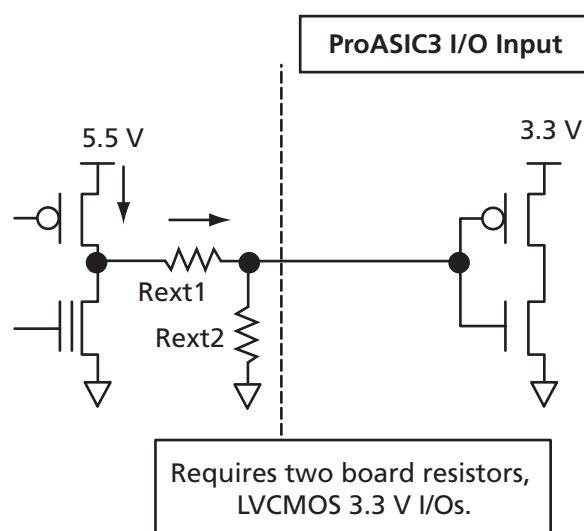 ProASIC3 I/O Input
5.5 V
3.3 V
Rext1
Rext2
Requires two board resistors,
LVCMOS 3.3 V I/Os.